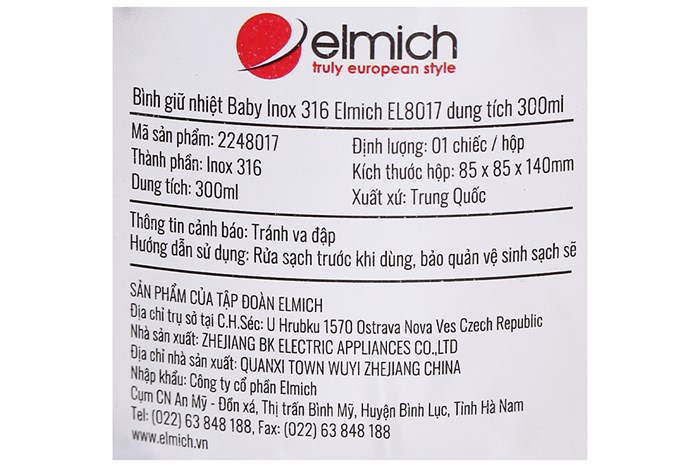 elmich
truly european style
Bình giữ nhiệt Baby Inox 316 Elmich EL8017 dung tích 300ml
Mã sản phẩm: 2248017
Thành phần: Inox 316
Dung tích: 300ml
Định lượng: 01 chiếc / hộp
Kích thước hộp: 85 x 85 x 140mm
Xuất xứ: Trung Quốc
Thông tin cảnh báo: Tránh va đập
Hướng dẫn sử dụng: Rửa sạch trước khi dùng, bảo quản vệ sinh sạch sẽ
SẢN PHẨM CỦA TẬP ĐOÀN ELMICH
Địa chỉ trụ sở tại C.H.Séc: U Hrubku 1570 Ostrava Nova Ves Czech Republic
Nhà sản xuất: ZHEJIANG BK ELECTRIC APPLIANCES CO.,LTD
Địa chỉ nhà sản xuất: QUANXI TOWN WUYI ZHEJIANG CHINA
Nhập khẩu: Công ty cổ phần Elmich
Cụm CN An Mỹ - Đồn xá, Thị trấn Bình Mỹ, Huyện Bình Lục, Tỉnh Hà Nam
Tel: (022) 63 848 188, Fax: (022) 63 848 188
www.elmich.vn